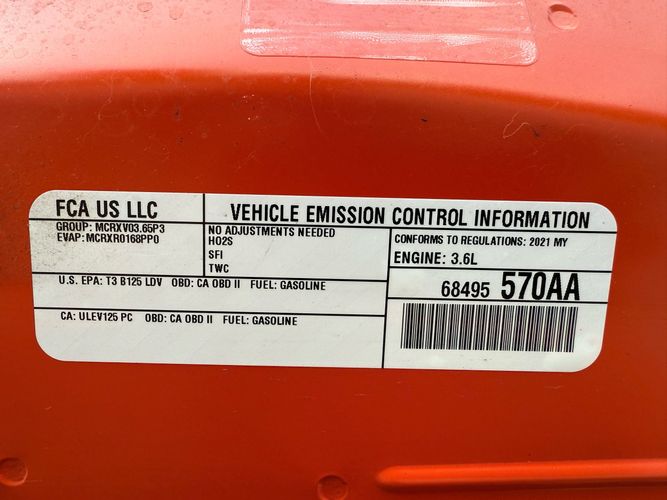 FCA US LLC
GROUP: MCRXV03.65P3
EVAP: MCRXR0168PP0
VEHICLE EMISSION CONTROL INFORMATION
NO ADJUSTMENTS NEEDED
HO2S
SFI
TWC
CONFORMS TO REGULATIONS: 2021 MY
ENGINE: 3.6L
U.S. EPA: T3 B125 LDV OBD: CA OBD II FUEL: GASOLINE
CA: ULEV125 PC OBD: CA OBD II FUEL: GASOLINE
68495 570AA